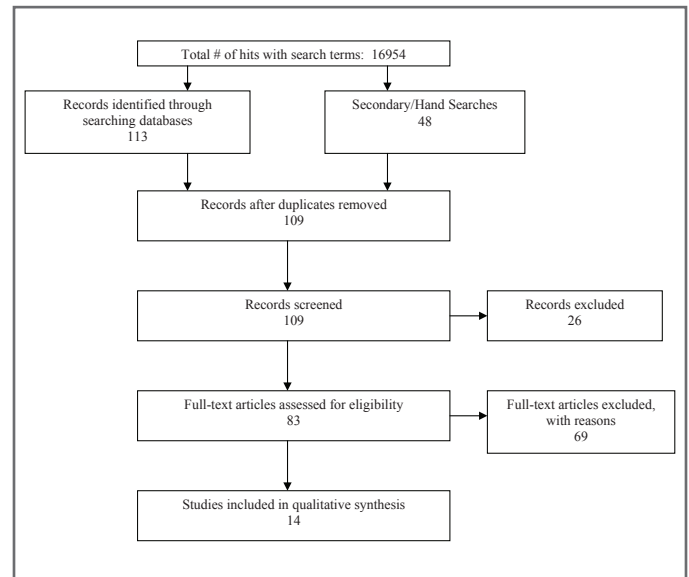 Total # of hits with search terms: 16954
Records identified through
searching databases
113
Secondary/Hand Searches
48
Records after duplicates removed
109
Records screened
109
Records excluded
26
Full-text articles assessed for eligibility
83
Full-text articles excluded,
with reasons
69
Studies included in qualitative synthesis
14